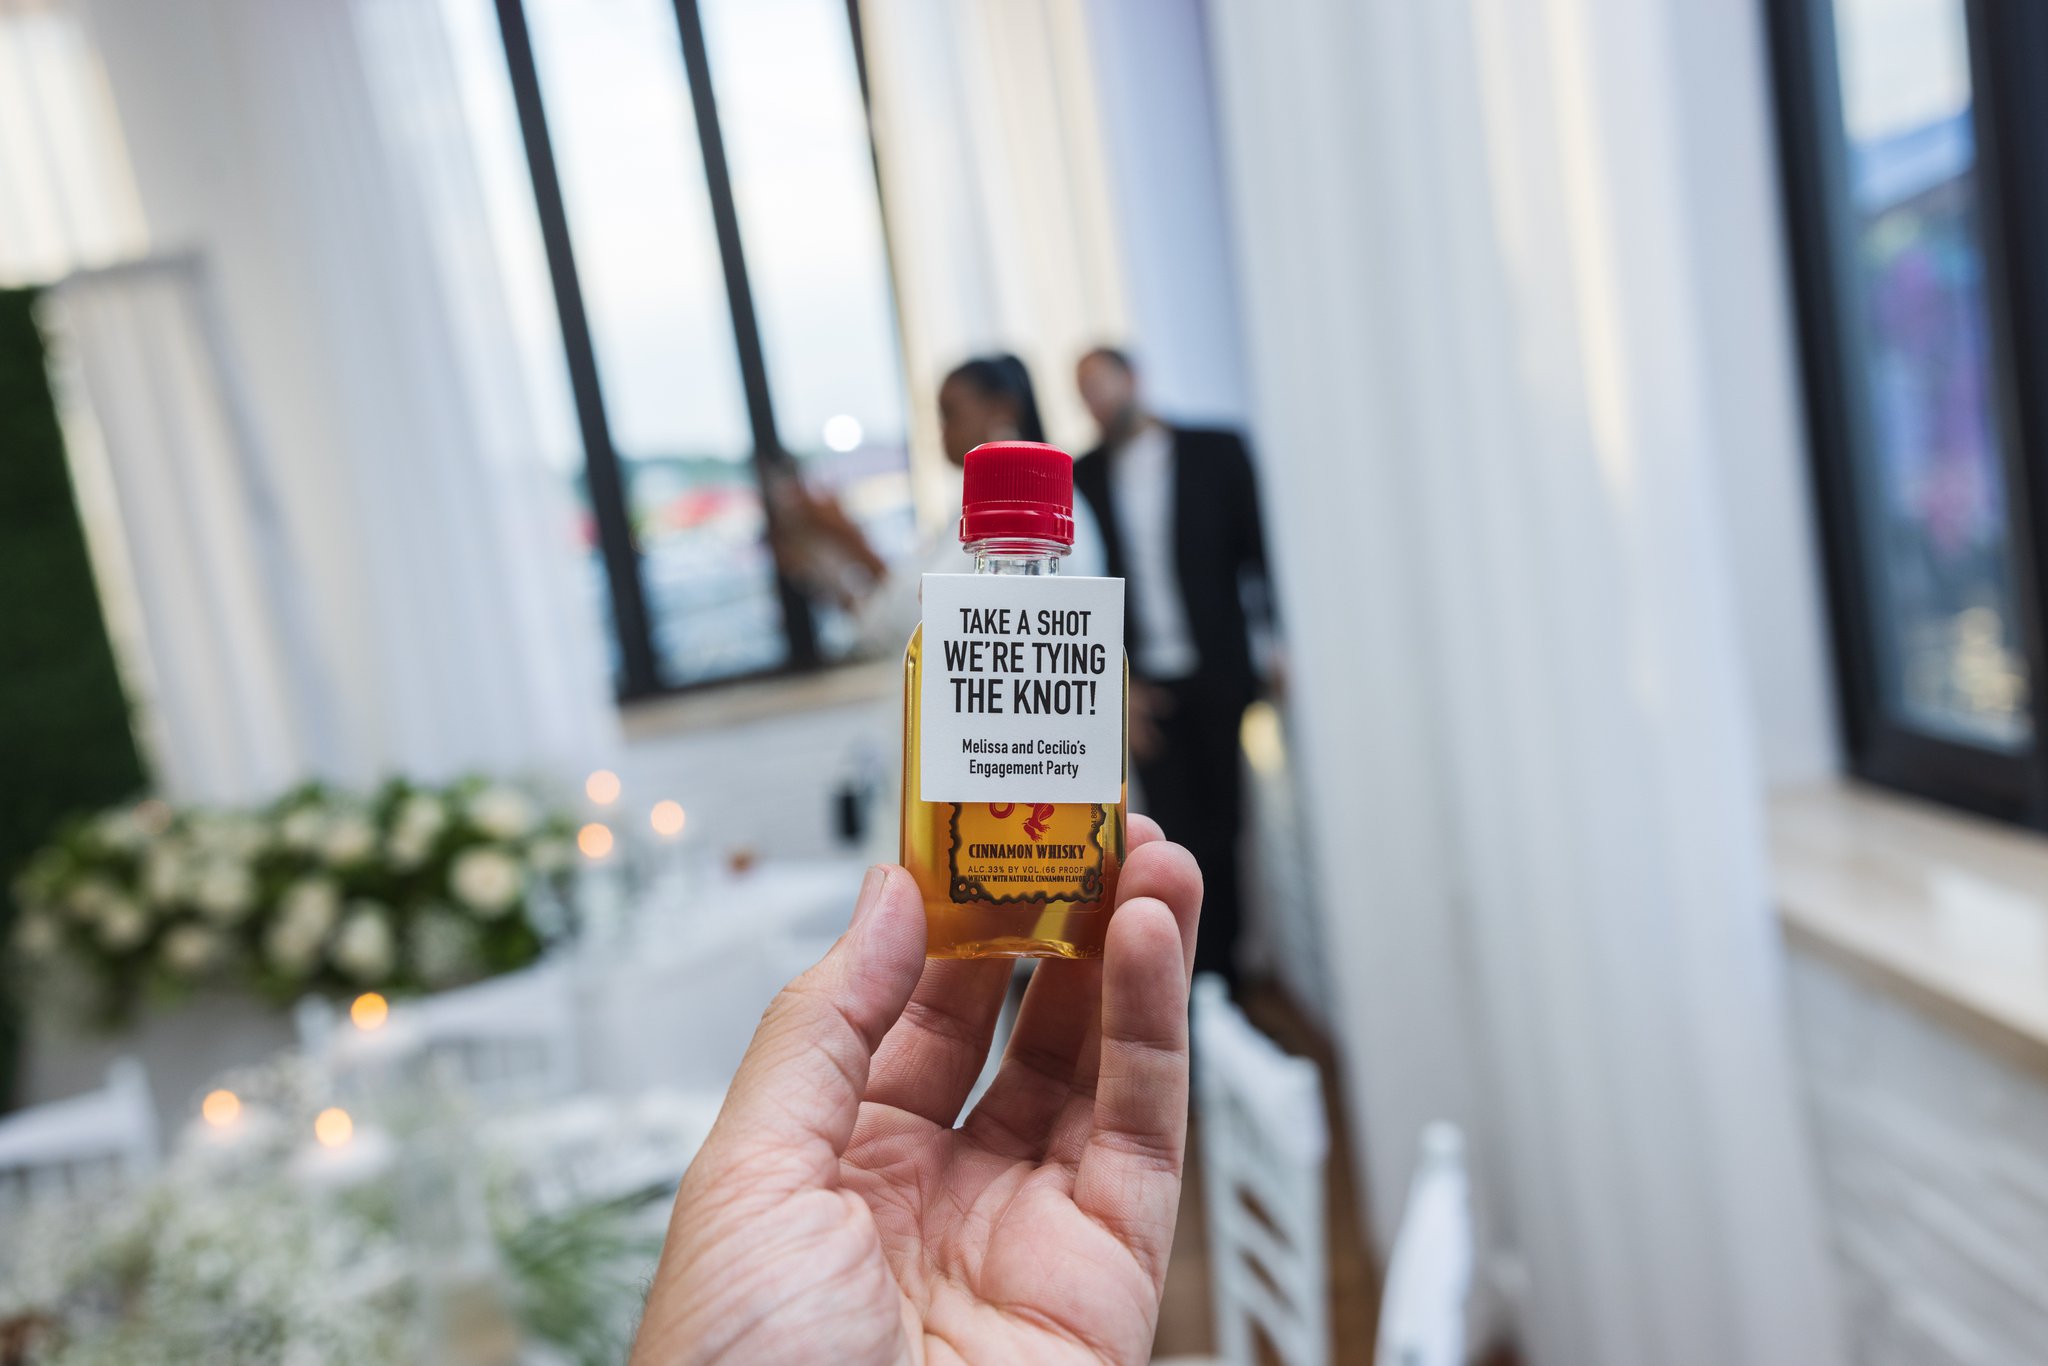 TAKE A SHOT
WE'RE TYING
THE KNOT!
Melissa and Cecilio's
Engagement Party
CINNAMON WHISKY
ALC.33% BY VOL.(66 PROOF)
WHISKY WITH NATURAL CINNAMON FLAVOR